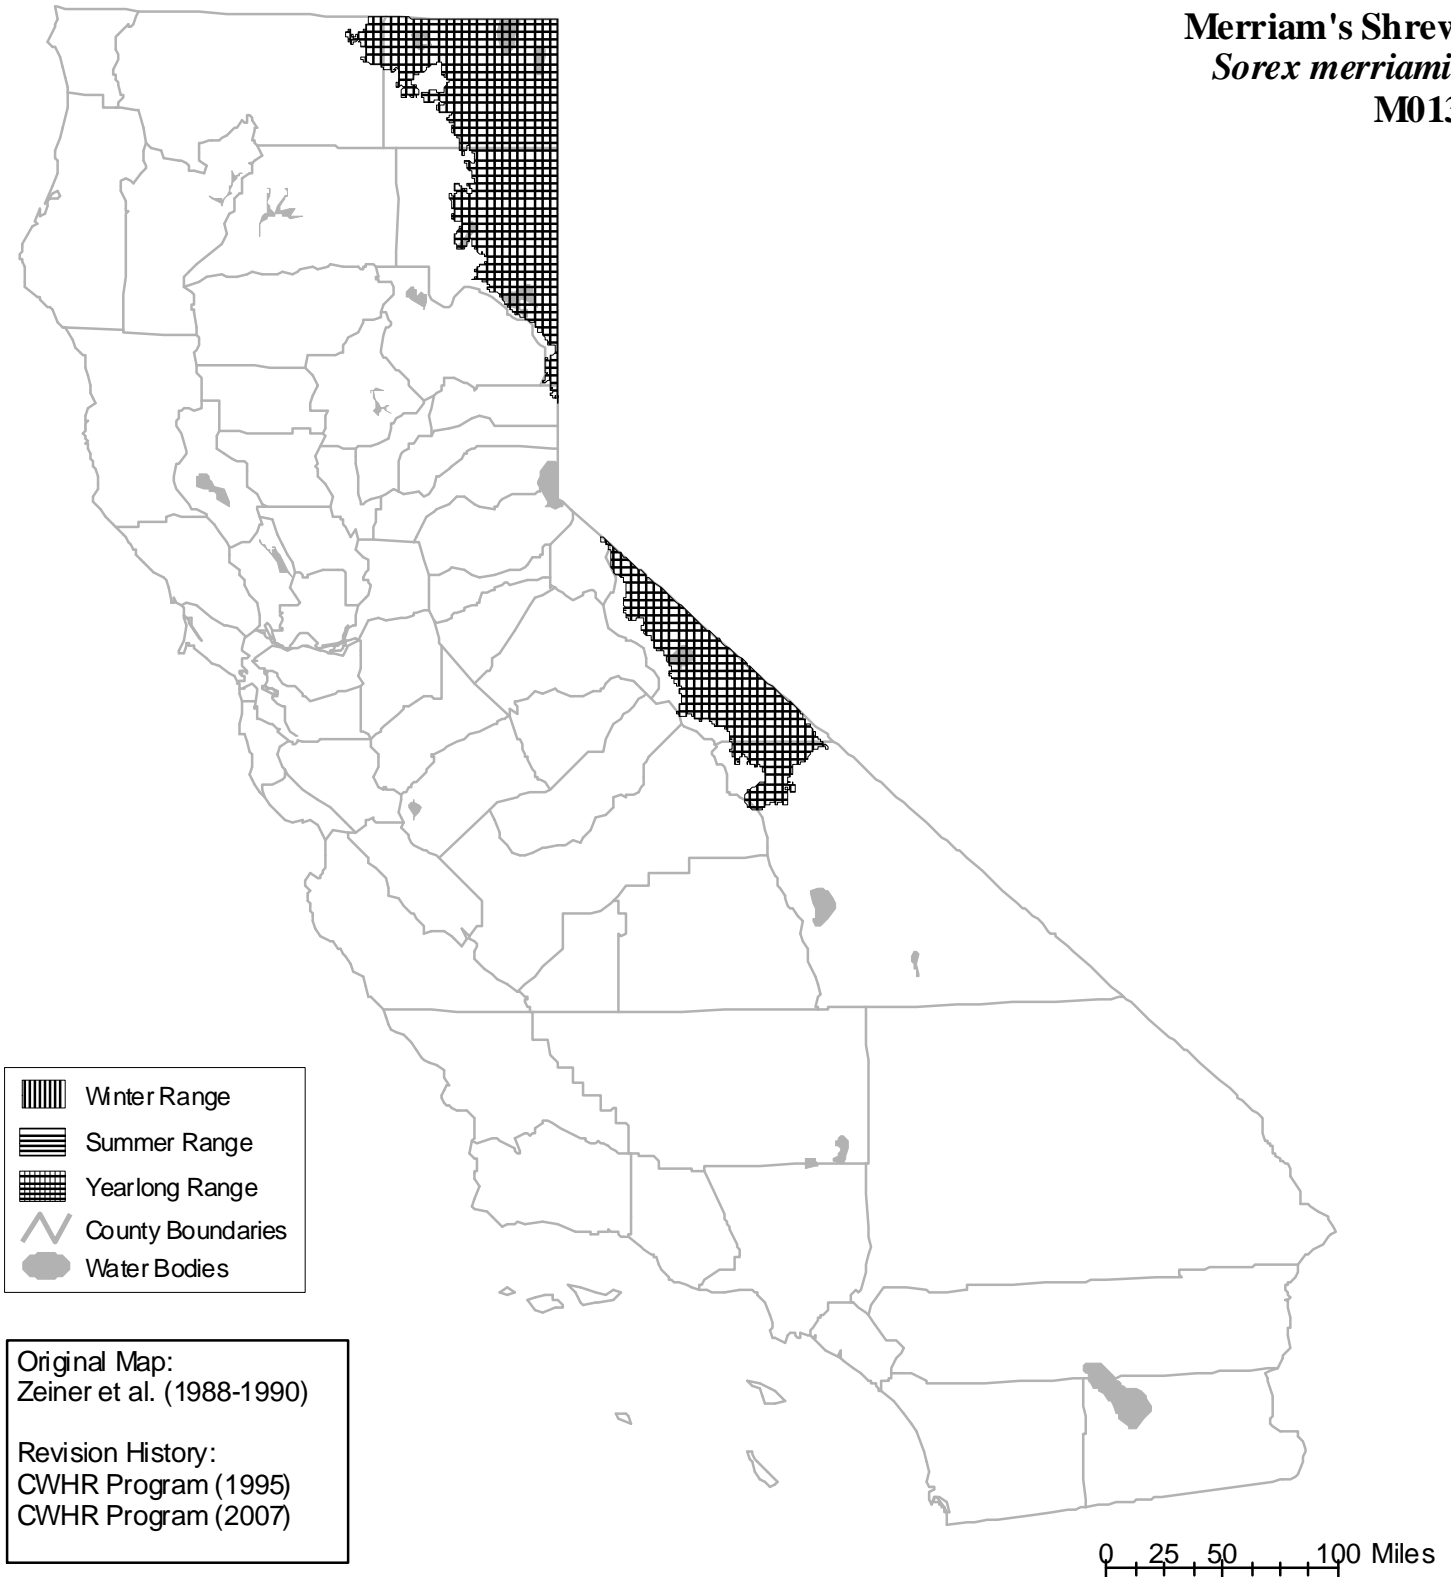 Merriam's Shrew
Sorex merriami
M013
Winter Range
Summer Range
Yearlong Range
County Boundaries
Water Bodies
Original Map:
Zeiner et al. (1988-1990)
Revision History:
CWHR Program (1995)
CWHR Program (2007)
0 25 50 100 Miles